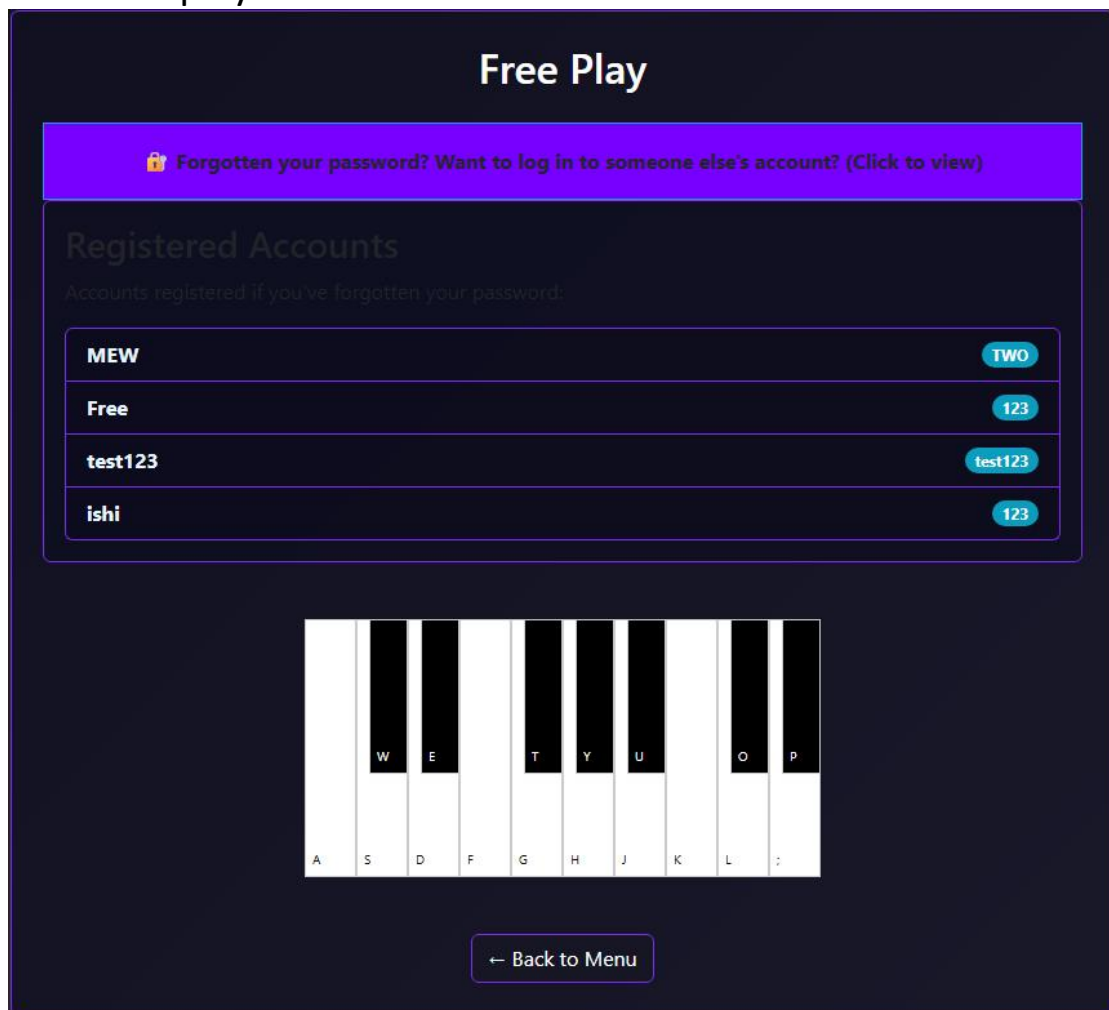 Free Play
🔐 Forgotten your password? Want to log in to someone else's account? (Click to view)
Registered Accounts
Accounts registered if you've forgotten your password:
MEW TWO
Free 123
test123 test123
ishi 123
W E T Y U O P
A S D F G H J K L ;
← Back to Menu